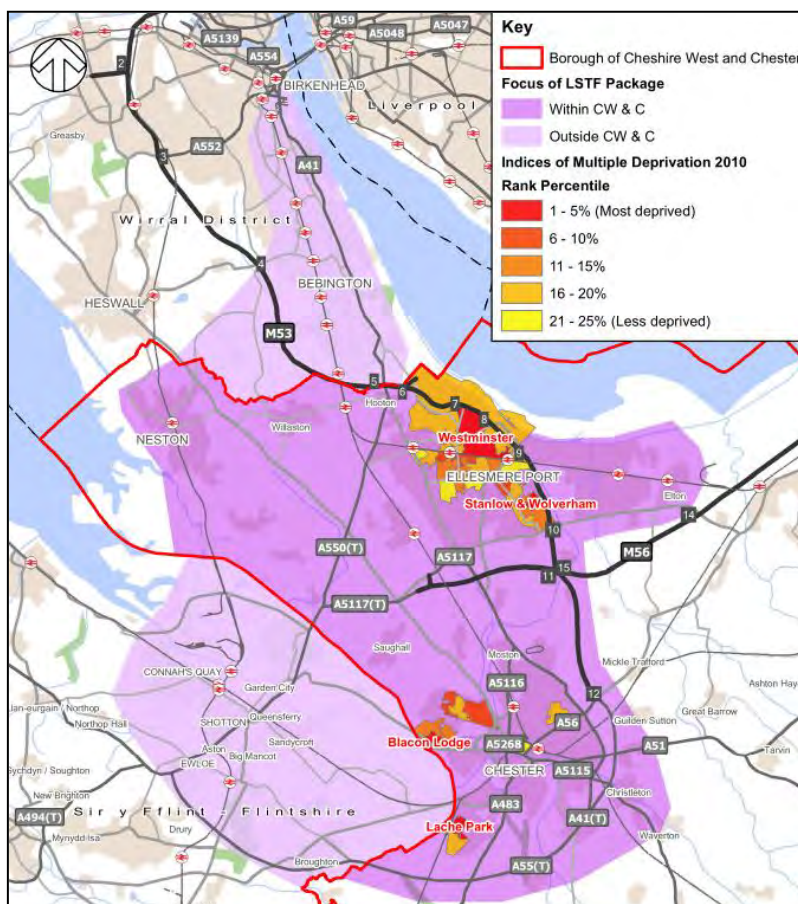 Key
Borough of Cheshire West and Chester
Focus of LSTF Package
Within CW & C
Outside CW & C
Indices of Multiple Deprivation 2010
Rank Percentile
1 - 5% (Most deprived)
6 - 10%
11 - 15%
16 - 20%
21 - 25% (Less deprived)
A59
A5047
A5139
A5048
2
A554
BIRKENHEAD
Liverpool
Greasby
A552
3
A41
Wirral District
4
BEBINGTON
HESWALL
M53
5
6
Hooton
7
8
NESTON
Willaston
Westminster
9
ELLESMERE PORT
Elton
Stanlow & Wolverham
14
10
A550(T)
A5117
M56
15
11
A5117(T)
Saughall
Moston
Mickle Trafford
CONNAH'S QUAY
A5116
Ashton Hay
Garden City
12
Great Barrow
Northop Hall
SHOTTON
Queensferry
A56
Guilden Sutton
Aston
Sandycroft
Blacon Lodge
A5268
A51
Big Mancot
Tarvin
EWLOE
CHESTER
Sychdyn / Soughton
A5115
New Brighton
A483
Christleton
Sir y Fflint - Flintshire
A494(T)
Lache Park
A41(T)
Drury
Waverton
Mynydd Isa
Broughton
A55(T)